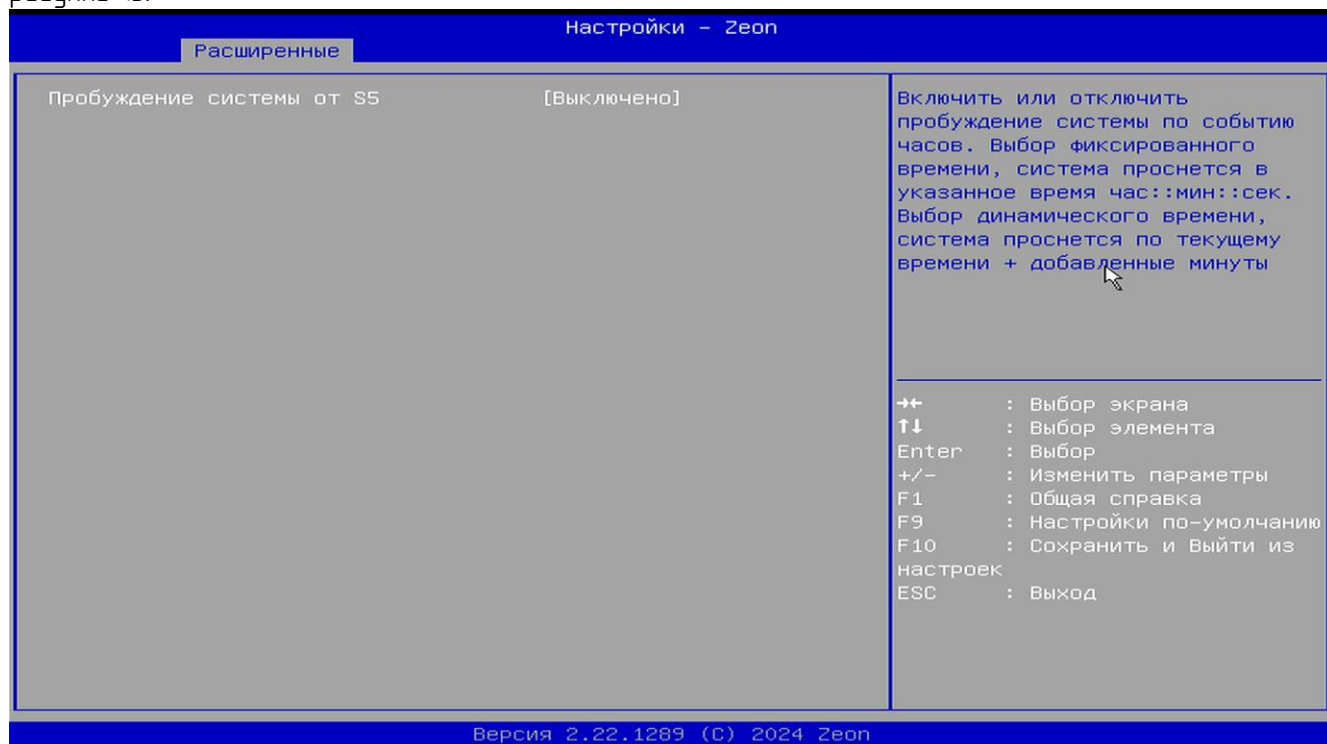 Настройки – Zeon
Расширенные
Пробуждение системы от S5 [Выключено]
Включить или отключить
пробуждение системы по событию
часов. Выбор фиксированного
времени, система проснется в
указанное время час::мин::сек.
Выбор динамического времени,
система проснется по текущему
времени + добавленные минуты
→← : Выбор экрана
↑↓ : Выбор элемента
Enter : Выбор
+/- : Изменить параметры
F1 : Общая справка
F9 : Настройки по-умолчанию
F10 : Сохранить и Выйти из
настроек
ESC : Выход
Версия 2.22.1289 (C) 2024 Zeon